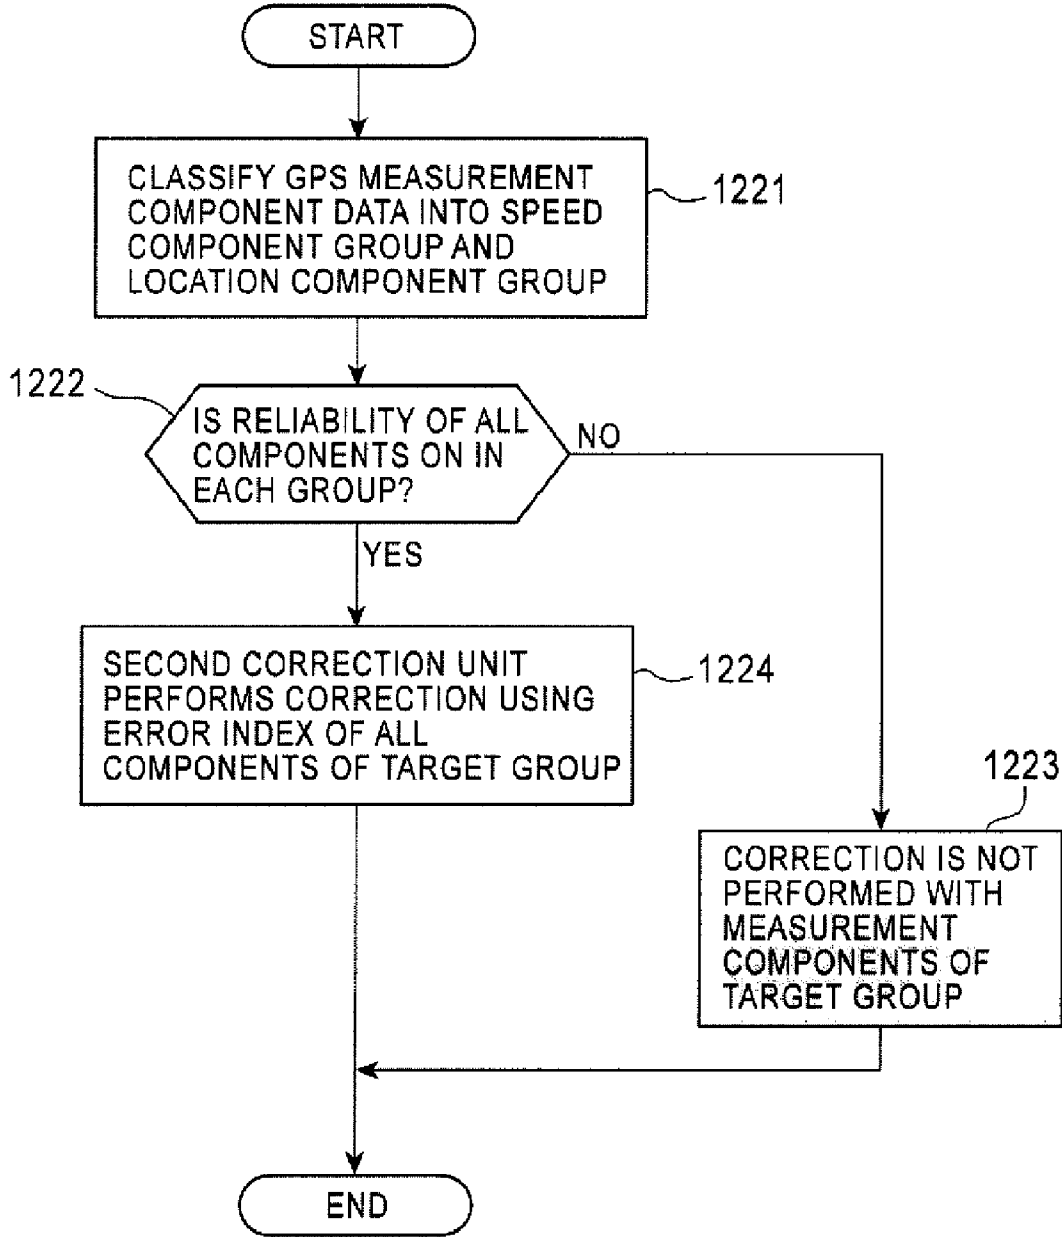 START
CLASSIFY GPS MEASUREMENT
COMPONENT DATA INTO SPEED
COMPONENT GROUP AND
LOCATION COMPONENT GROUP
1221
1222
IS RELIABILITY OF ALL
COMPONENTS ON IN
EACH GROUP?
NO
YES
SECOND CORRECTION UNIT
PERFORMS CORRECTION USING
ERROR INDEX OF ALL
COMPONENTS OF TARGET GROUP
1224
1223
CORRECTION IS NOT
PERFORMED WITH
MEASUREMENT
COMPONENTS OF
TARGET GROUP
END